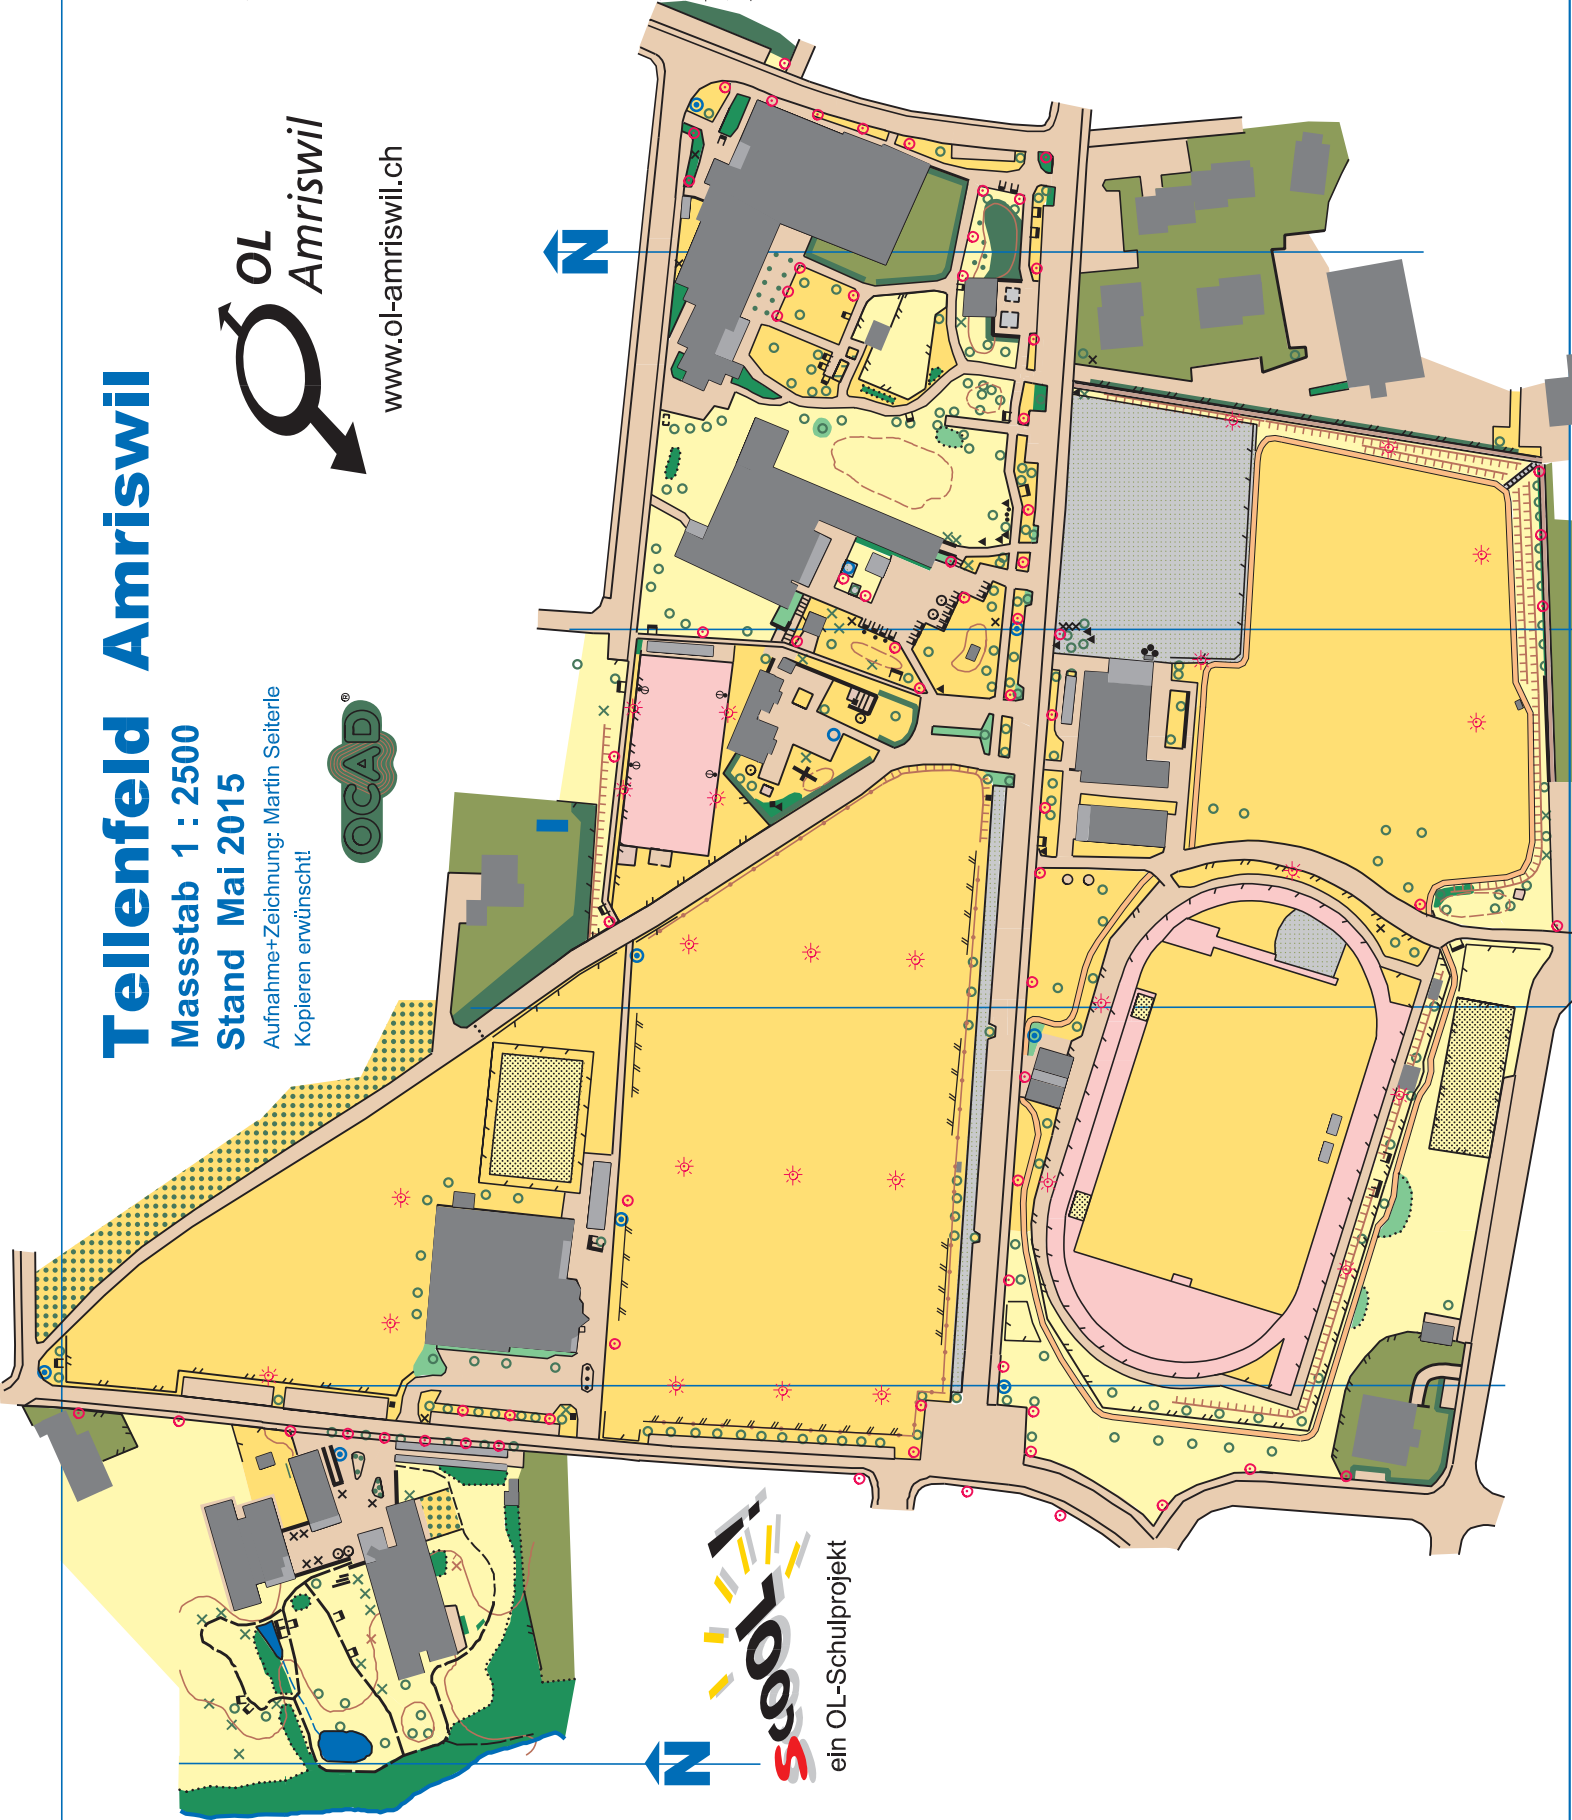 Tellenfeld Amriswil
Massstab 1 : 2500
Stand Mai 2015
Aufnahme+Zeichnung: Martin Seiterle
Kopieren erwünscht!
OCAD®
OL
Amriswil
www.ol-amriswil.ch
N
N
sCOOL
ein OL-Schulprojekt